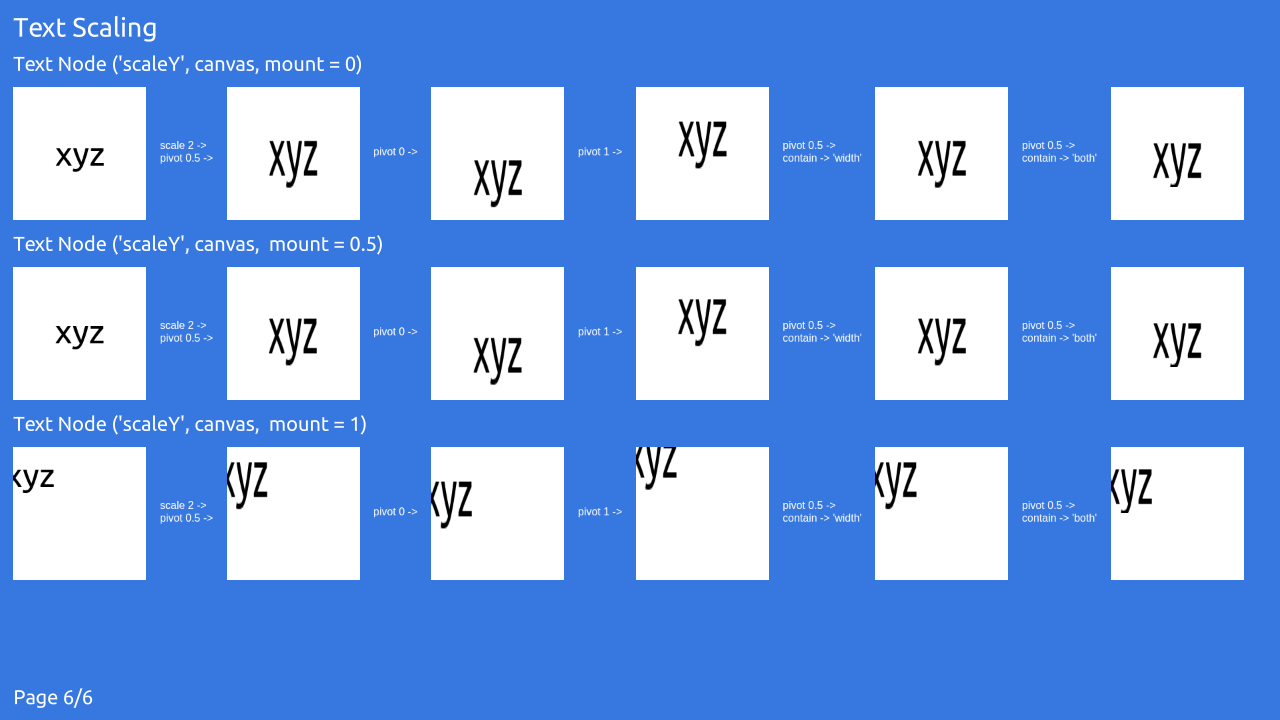 Text Scaling
Text Node ('scaleY', canvas, mount = 0)
xyz
scale 2 ->
pivot 0.5 ->
xyz
pivot 0 ->
xyz
pivot 1 ->
xyz
pivot 0.5 ->
contain -> 'width'
xyz
pivot 0.5 ->
contain -> 'both'
xyz
Text Node ('scaleY', canvas,  mount = 0.5)
xyz
scale 2 ->
pivot 0.5 ->
xyz
pivot 0 ->
xyz
pivot 1 ->
xyz
pivot 0.5 ->
contain -> 'width'
xyz
pivot 0.5 ->
contain -> 'both'
xyz
Text Node ('scaleY', canvas,  mount = 1)
xyz
scale 2 ->
pivot 0.5 ->
xyz
pivot 0 ->
xyz
pivot 1 ->
xyz
pivot 0.5 ->
contain -> 'width'
xyz
pivot 0.5 ->
contain -> 'both'
xyz
Page 6/6